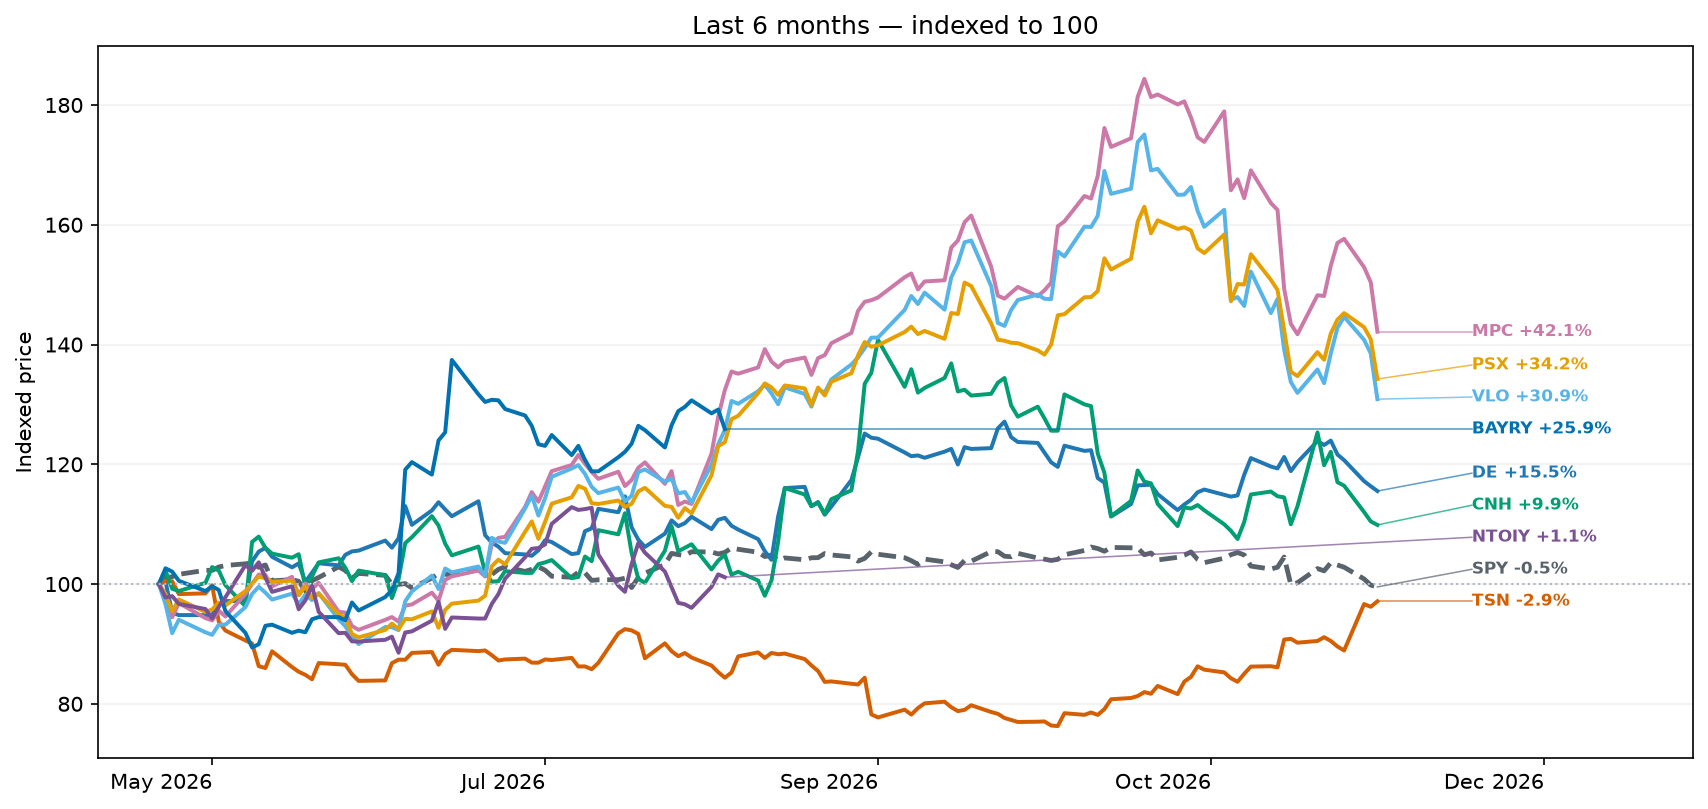 Last 6 months — indexed to 100
Indexed price
180
160
140
120
100
80
MPC +42.1%
PSX +34.2%
VLO +30.9%
BAYRY +25.9%
DE +15.5%
CNH +9.9%
NTOIY +1.1%
SPY -0.5%
TSN -2.9%
May 2026
Jul 2026
Sep 2026
Oct 2026
Dec 2026